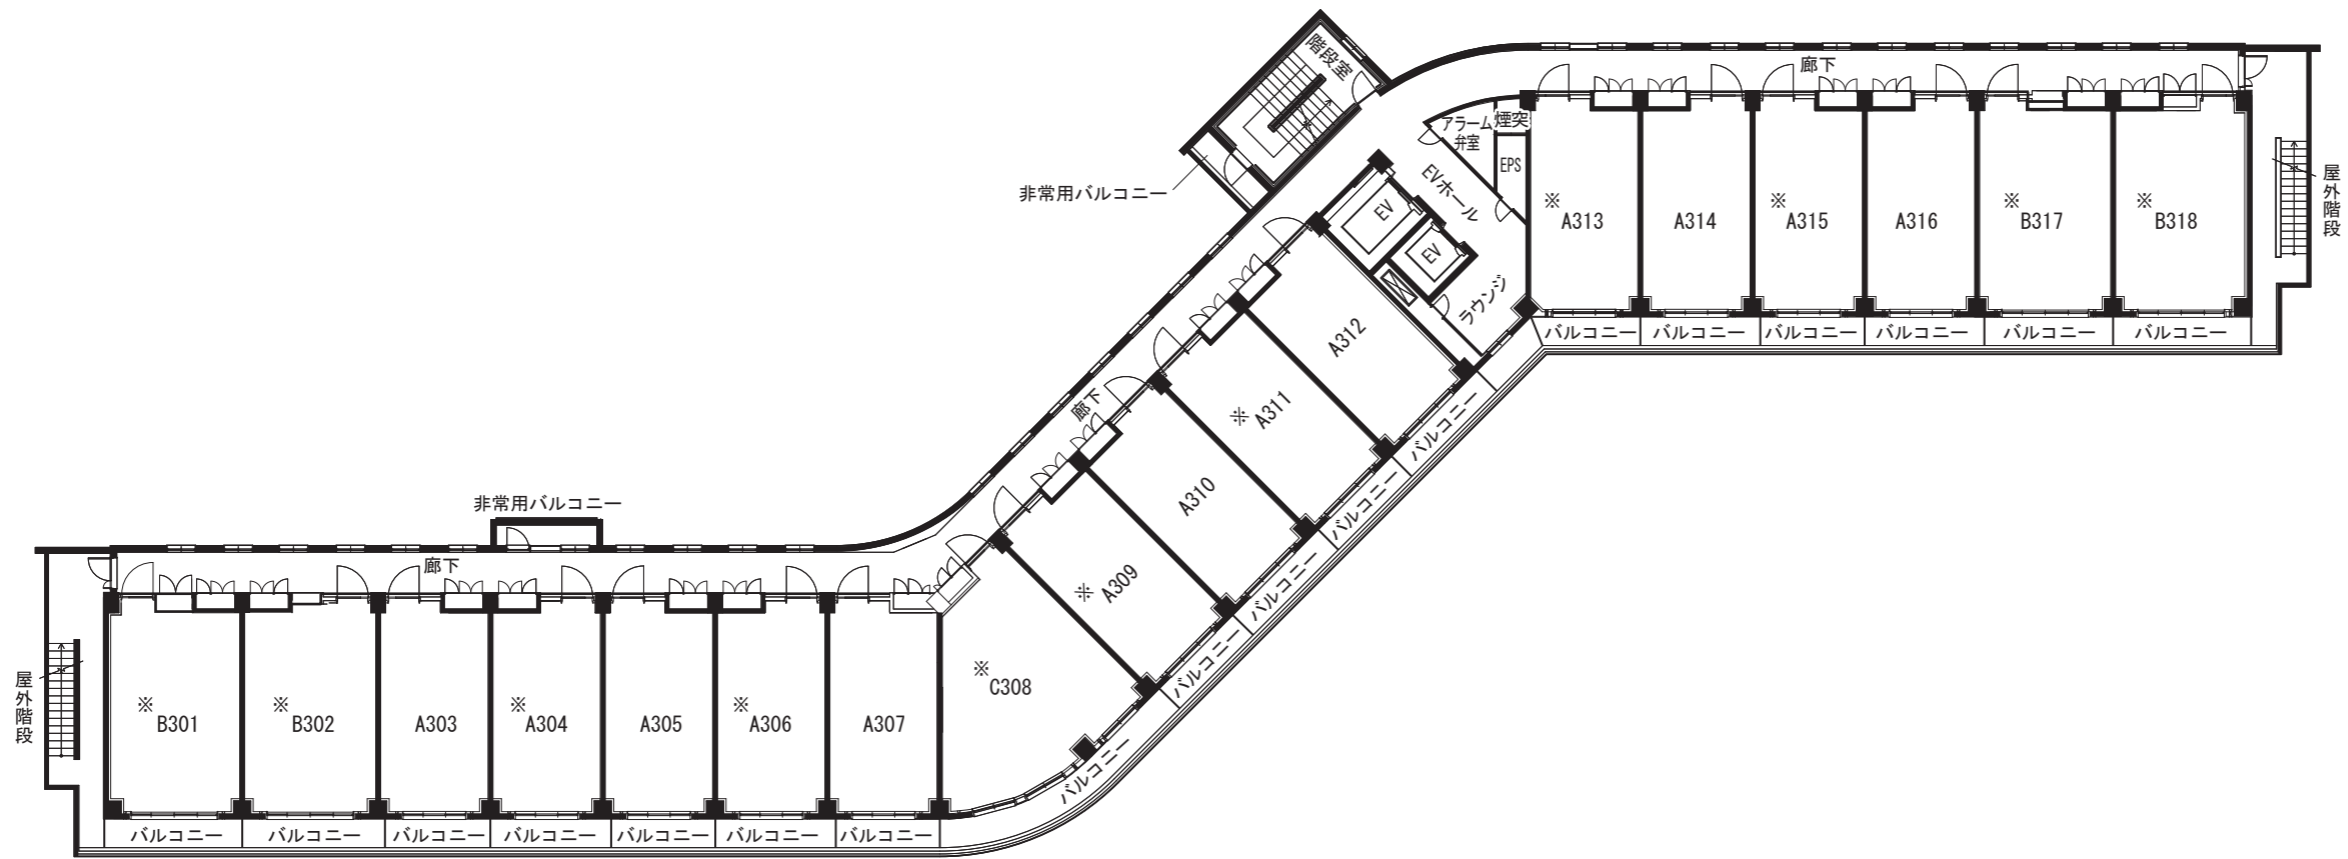 階段室
廊下
アラーム
弁室
煙突
EPS
EVホール
非常用バルコニー
EV
EV
ラウンジ
※
A313
A314
※
A315
A316
※
B317
※
B318
屋外階段
バルコニー
バルコニー
バルコニー
バルコニー
バルコニー
バルコニー
A312
※
A311
廊下
A310
※
A309
バルコニー
バルコニー
バルコニー
バルコニー
バルコニー
非常用バルコニー
廊下
※
C308
屋外階段
※
B301
※
B302
A303
※
A304
A305
※
A306
A307
バルコニー
バルコニー
バルコニー
バルコニー
バルコニー
バルコニー
バルコニー